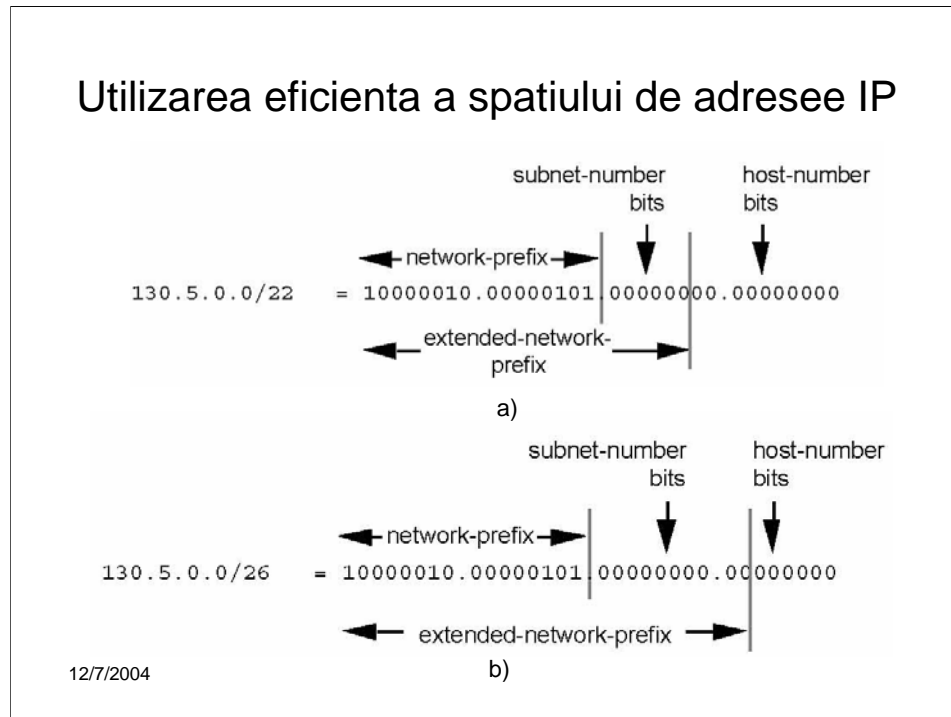 Utilizarea eficienta a spatiului de adresee IP
subnet-number bits
host-number bits
network-prefix
130.5.0.0/22 = 10000010.00000101.00000000.00000000
extended-network-prefix
a)
subnet-number bits
host-number bits
network-prefix
130.5.0.0/26 = 10000010.00000101.00000000.00000000
extended-network-prefix
12/7/2004
b)